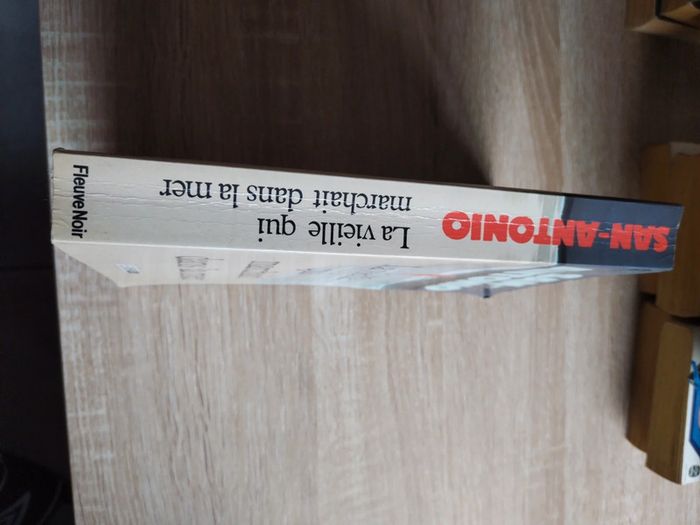 SAN-ANTONIO
La vieille qui
marchait dans la mer
Fleuve Noir